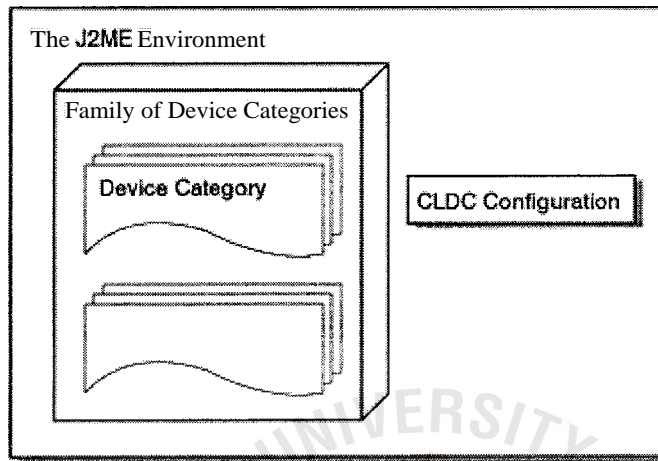 The J2ME Environment
Family of Device Categories
Device Category
CLDC Configuration
UNIVERSITY